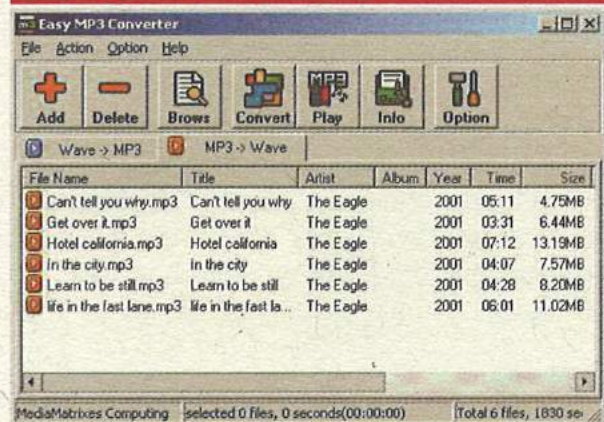 Easy MP3 Converter
File Action Option Help
Add Delete Brows Convert Play Info Option
Wave -> MP3 MP3 -> Wave
File Name Title Artist Album Year Time Size
Can't tell you why.mp3 Can't tell you why The Eagle 2001 05:11 4.75MB
Get over it.mp3 Get over it The Eagle 2001 03:31 6.44MB
Hotel california.mp3 Hotel california The Eagle 2001 07:12 13.19MB
In the city.mp3 In the city The Eagle 2001 04:07 7.57MB
Learn to be still.mp3 Learn to be still The Eagle 2001 04:28 8.20MB
life in the fast lane.mp3 life in the fast la... The Eagle 2001 06:01 11.02MB
MediaMatrixes Computing selected 0 files, 0 seconds(00:00:00) Total 6 files, 1830 se